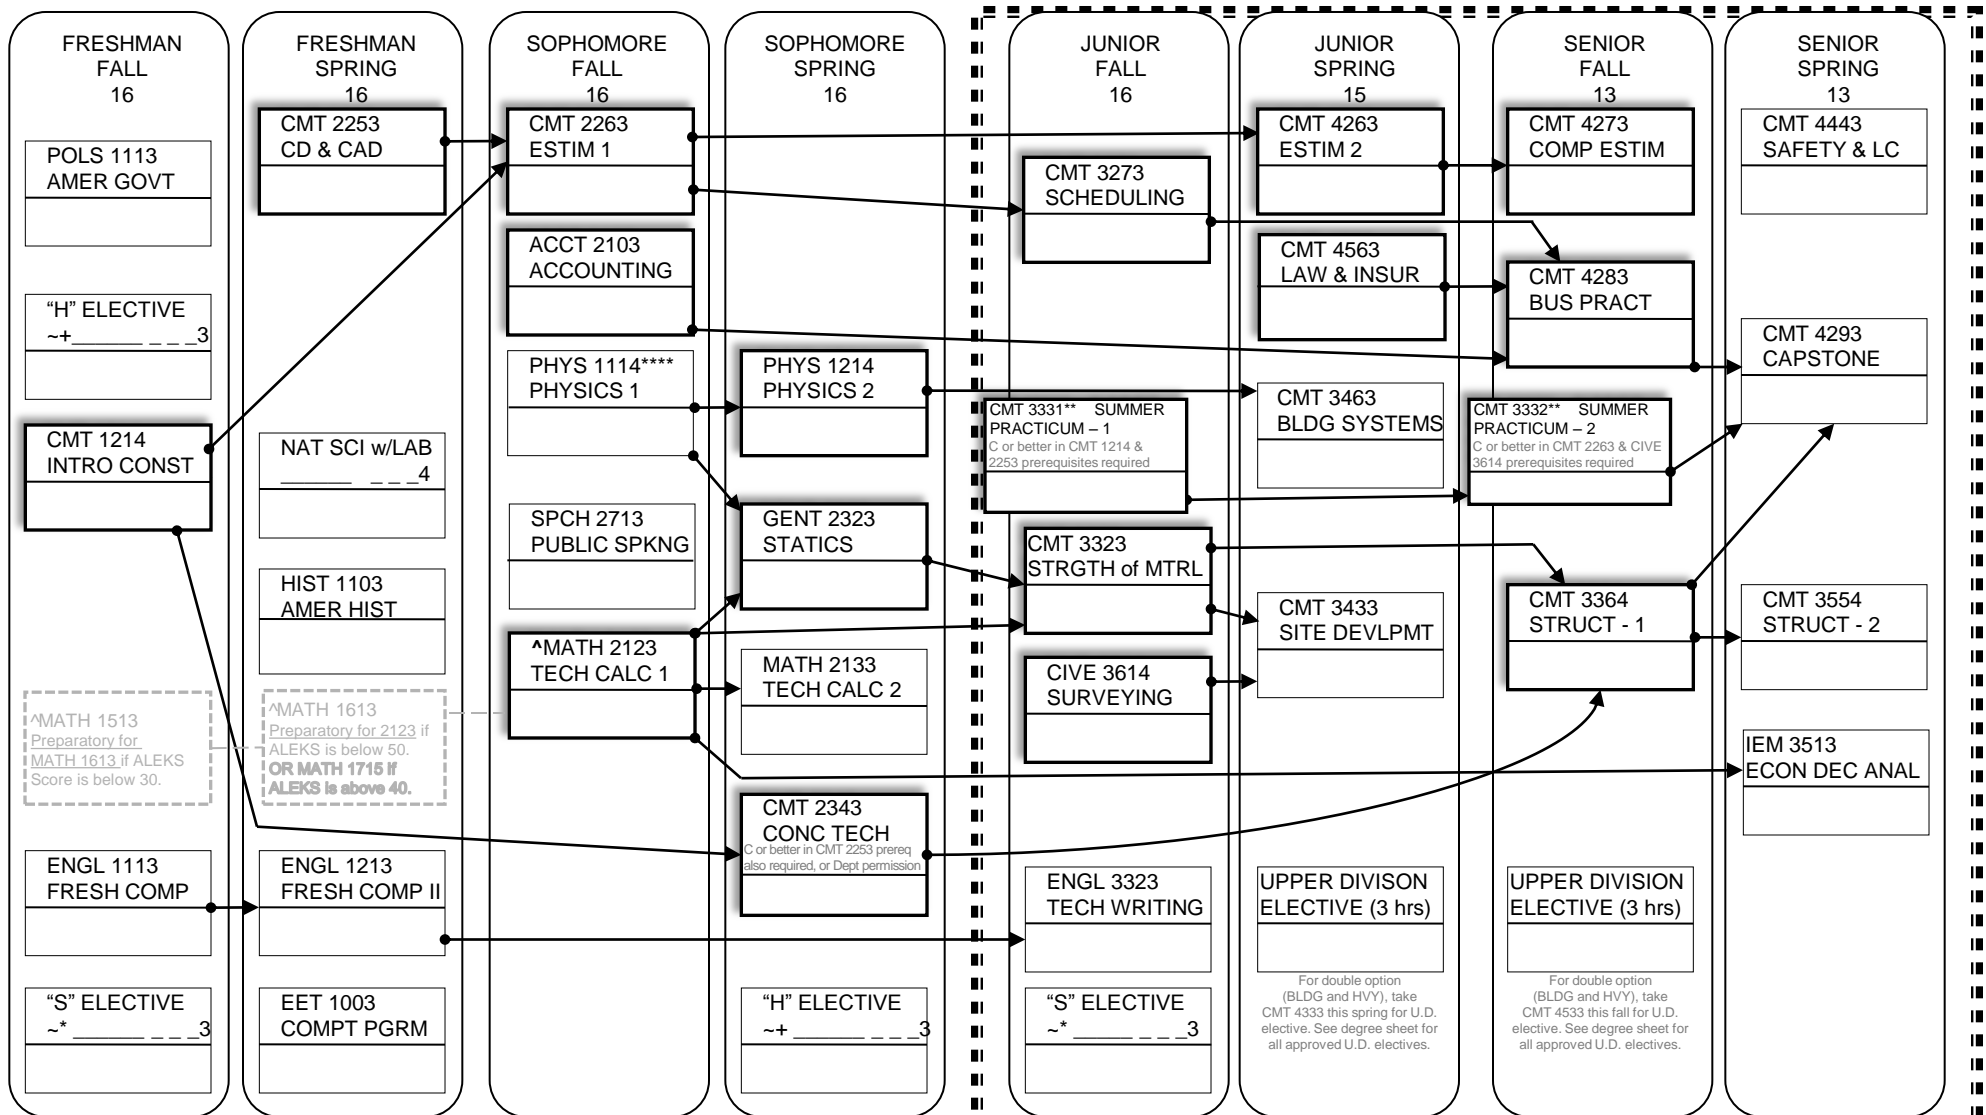 FRESHMAN
FALL
16
POLS 1113
AMER GOVT
“H” ELECTIVE
~+______ _ _ _3
CMT 1214
INTRO CONST
^MATH 1513
Preparatory for
MATH 1613 if ALEKS
Score is below 30.
ENGL 1113
FRESH COMP
“S” ELECTIVE
~* ______ _ _ _3
FRESHMAN
SPRING
16
CMT 2253
CD & CAD
NAT SCI w/LAB
______ _ _ _4
HIST 1103
AMER HIST
^MATH 1613
Preparatory for 2123 if
ALEKS is below 50.
OR MATH 1715 if
ALEKS is above 40.
ENGL 1213
FRESH COMP II
EET 1003
COMPT PGRM
SOPHOMORE
FALL
16
CMT 2263
ESTIM 1
ACCT 2103
ACCOUNTING
PHYS 1114****
PHYSICS 1
SPCH 2713
PUBLIC SPKNG
^MATH 2123
TECH CALC 1
SOPHOMORE
SPRING
16
PHYS 1214
PHYSICS 2
GENT 2323
STATICS
MATH 2133
TECH CALC 2
CMT 2343
CONC TECH
C or better in CMT 2253 prereq
also required, or Dept permission
“H” ELECTIVE
~+ ______ _ _ _3
JUNIOR
FALL
16
CMT 3273
SCHEDULING
CMT 3331** SUMMER
PRACTICUM – 1
C or better in CMT 1214 &
2253 prerequisites required
CMT 3323
STRGTH of MTRL
CIVE 3614
SURVEYING
ENGL 3323
TECH WRITING
“S” ELECTIVE
~* _____ _ _ _3
JUNIOR
SPRING
15
CMT 4263
ESTIM 2
CMT 4563
LAW & INSUR
CMT 3463
BLDG SYSTEMS
CMT 3433
SITE DEVLPMT
UPPER DIVISON
ELECTIVE (3 hrs)
For double option
(BLDG and HVY), take
CMT 4333 this spring for U.D.
elective. See degree sheet for
all approved U.D. electives.
SENIOR
FALL
13
CMT 4273
COMP ESTIM
CMT 4283
BUS PRACT
CMT 3332** SUMMER
PRACTICUM – 2
C or better in CMT 2263 & CIVE
3614 prerequisites required
CMT 3364
STRUCT - 1
UPPER DIVISION
ELECTIVE (3 hrs)
For double option
(BLDG and HVY), take
CMT 4533 this fall for U.D.
elective. See degree sheet for
all approved U.D. electives.
SENIOR
SPRING
13
CMT 4443
SAFETY & LC
CMT 4293
CAPSTONE
CMT 3554
STRUCT - 2
IEM 3513
ECON DEC ANAL